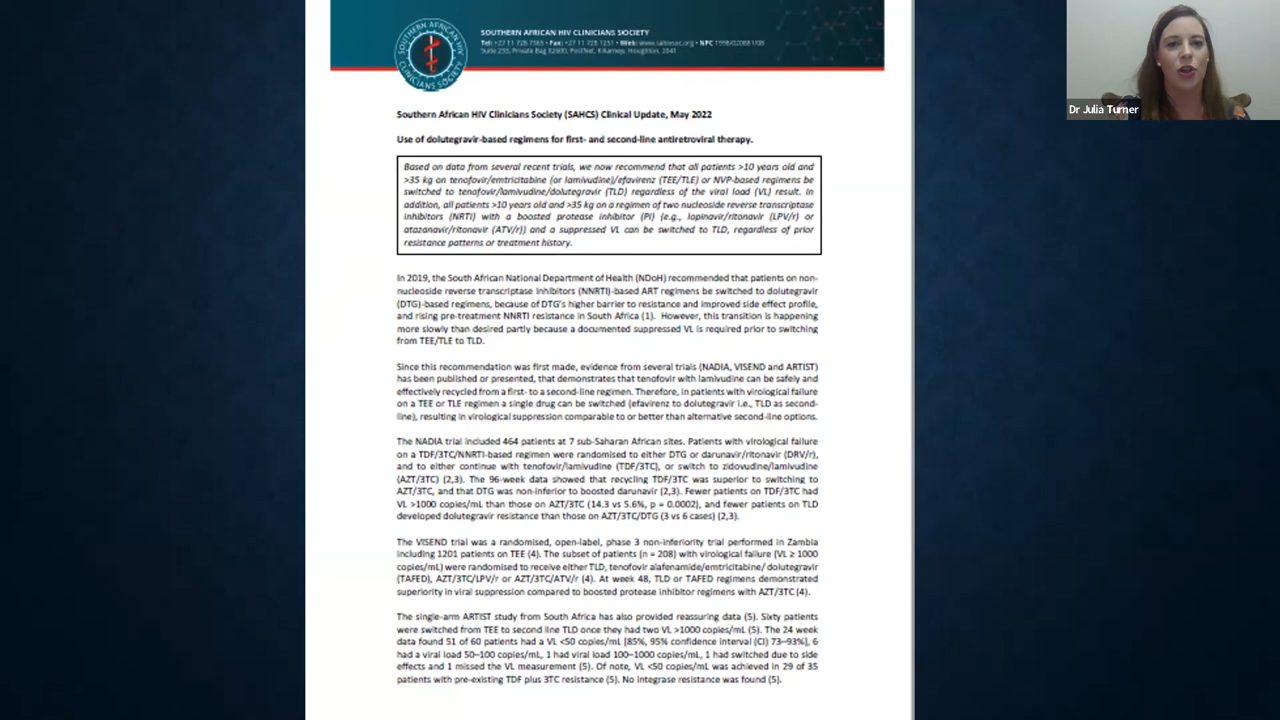 SOUTHERN AFRICAN HIV CLINICIANS SOCIETY
SOUTHERN AFRICAN HIV CLINICIANS SOCIETY
Tel: +27 11 728 7365 • Fax: +27 11 728 1251 • Web: www.sahivsoc.org • NPC
Suite 233, Private Bag X2600, PostNet, Killarney, Houghton, 2041
Dr Julia Turner
Southern African HIV Clinicians Society (SAHCS) Clinical Update, May 2022
Use of dolutegravir-based regimens for first- and second-line antiretroviral therapy.
Based on data from several recent trials, we now recommend that all patients >10 years old and
>35 kg on tenofovir/emtricitabine (or lamivudine)/efavirenz (TEE/TLE) or NVP-based regimens be
switched to tenofovir/lamivudine/dolutegravir (TLD) regardless of the viral load (VL) result. In
addition, all patients >10 years old and >35 kg on a regimen of two nucleoside reverse transcriptase
inhibitors (NRTI) with a boosted protease inhibitor (PI) (e.g., lopinavir/ritonavir (LPV/r) or
atazanavir/ritonavir (ATV/r)) and a suppressed VL can be switched to TLD, regardless of prior
resistance patterns or treatment history.
In 2019, the South African National Department of Health (NDoH) recommended that patients on non-
nucleoside reverse transcriptase inhibitors (NNRTI)-based ART regimens be switched to dolutegravir
(DTG)-based regimens, because of DTG's higher barrier to resistance and improved side effect profile,
and rising pre-treatment NNRTI resistance in South Africa (1). However, this transition is happening
more slowly than desired partly because a documented suppressed VL is required prior to switching
from TEE/TLE to TLD.
Since this recommendation was first made, evidence from several trials (NADIA, VISEND and ARTIST)
has been published or presented, that demonstrates that tenofovir with lamivudine can be safely and
effectively recycled from a first- to a second-line regimen. Therefore, in patients with virological failure
on a TEE or TLE regimen a single drug can be switched (efavirenz to dolutegravir i.e., TLD as second-
line), resulting in virological suppression comparable to or better than alternative second-line options.
The NADIA trial included 464 patients at 7 sub-Saharan African sites. Patients with virological failure
on a TDF/3TC/NNRTI-based regimen were randomised to either DTG or darunavir/ritonavir (DRV/r),
and to either continue with tenofovir/lamivudine (TDF/3TC), or switch to zidovudine/lamivudine
(AZT/3TC) (2,3). The 96-week data showed that recycling TDF/3TC was superior to switching to
AZT/3TC, and that DTG was non-inferior to boosted darunavir (2,3). Fewer patients on TDF/3TC had
VL >1000 copies/mL than those on AZT/3TC (14.3 vs 5.6%, p = 0.0002), and fewer patients on TLD
developed dolutegravir resistance than those on AZT/3TC/DTG (3 vs 6 cases) (2,3).
The VISEND trial was a randomised, open-label, phase 3 non-inferiority trial performed in Zambia
including 1201 patients on TEE (4). The subset of patients (n = 208) with virological failure (VL ≥ 1000
copies/mL) were randomised to receive either TLD, tenofovir alafenamide/emtricitabine/ dolutegravir
(TAFED), AZT/3TC/LPV/r or AZT/3TC/ATV/r (4). At week 48, TLD or TAFED regimens demonstrated
superiority in viral suppression compared to boosted protease inhibitor regimens with AZT/3TC (4).
The single-arm ARTIST study from South Africa has also provided reassuring data (5). Sixty patients
were switched from TEE to second line TLD once they had two VL >1000 copies/mL (5). The 24 week
data found 51 of 60 patients had a VL <50 copies/mL [85%, 95% confidence interval (CI) 73–93%], 6
had a viral load 50–100 copies/mL, 1 had viral load 100–1000 copies/mL, 1 had switched due to side
effects and 1 missed the VL measurement (5). Of note, VL <50 copies/mL was achieved in 29 of 35
patients with pre-existing TDF plus 3TC resistance (5). No integrase resistance was found (5).